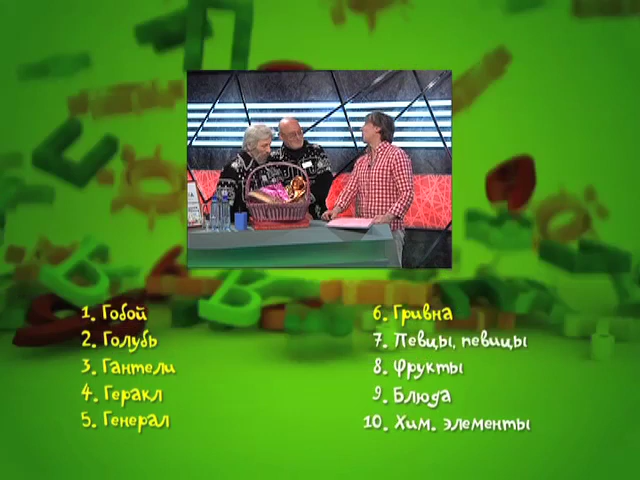 1. Гобой
2. Голубь
3. Гантели
4. Геракл
5. Генерал
6. Гривна
7. Певцы, певицы
8. Фрукты
9. Блюда
10. Хим. элементы